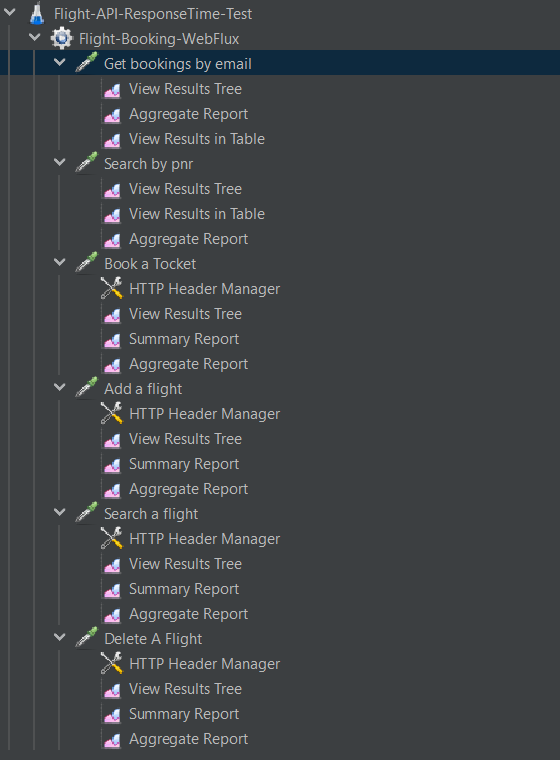 Flight-API-ResponseTime-Test
Flight-Booking-WebFlux
Get bookings by email
View Results Tree
Aggregate Report
View Results in Table
Search by pnr
View Results Tree
View Results in Table
Aggregate Report
Book a Tocket
HTTP Header Manager
View Results Tree
Summary Report
Aggregate Report
Add a flight
HTTP Header Manager
View Results Tree
Summary Report
Aggregate Report
Search a flight
HTTP Header Manager
View Results Tree
Summary Report
Aggregate Report
Delete A Flight
HTTP Header Manager
View Results Tree
Summary Report
Aggregate Report